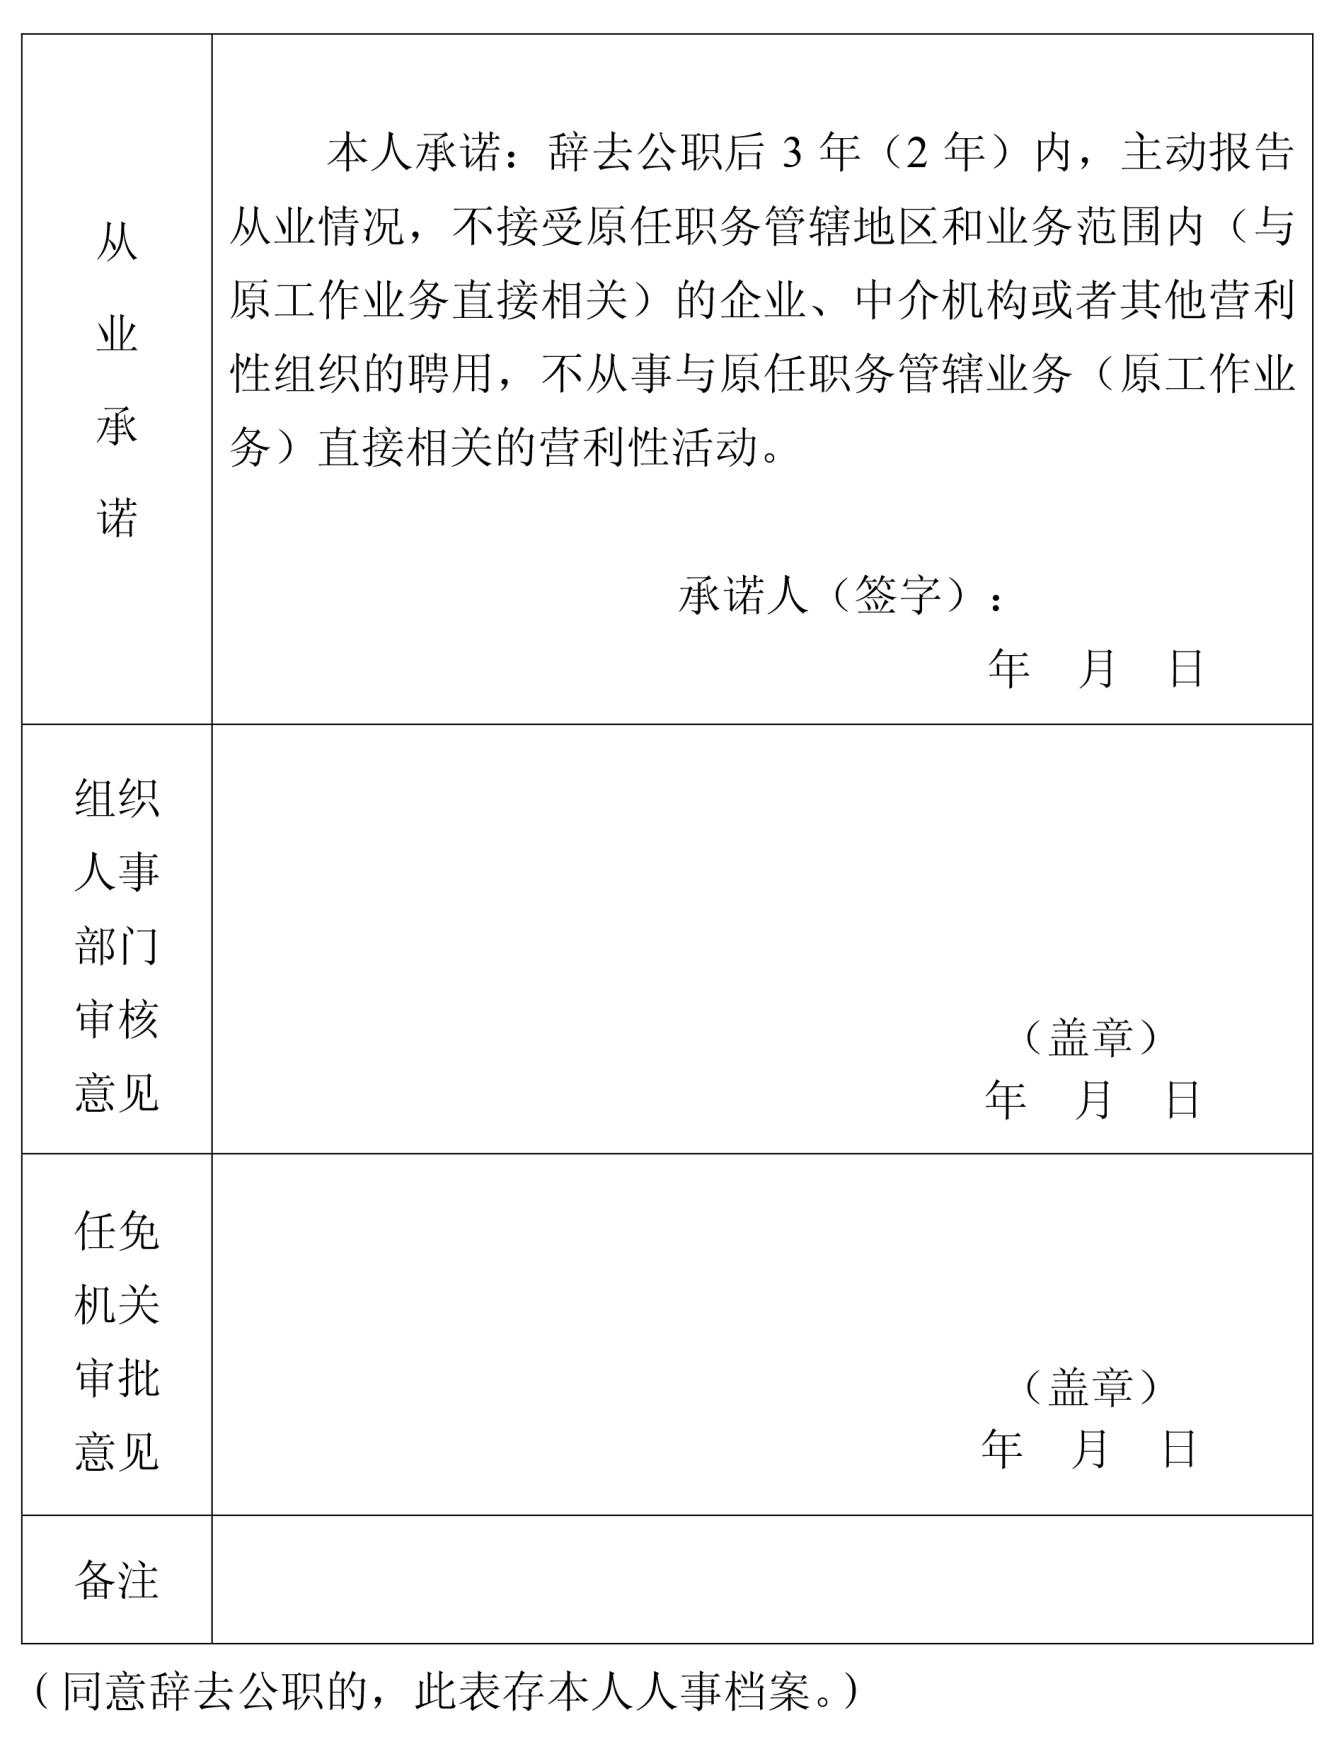 从
业
承
诺
本人承诺：辞去公职后 3 年（2 年）内，主动报告
从业情况，不接受原任职务管辖地区和业务范围内（与
原工作业务直接相关）的企业、中介机构或者其他营利
性组织的聘用，不从事与原任职务管辖业务（原工作业
务）直接相关的营利性活动。
承诺人（签字）：
年 月 日
组织
人事
部门
审核
意见
（盖章）
年 月 日
任免
机关
审批
意见
（盖章）
年 月 日
备注
（同意辞去公职的，此表存本人人事档案。）